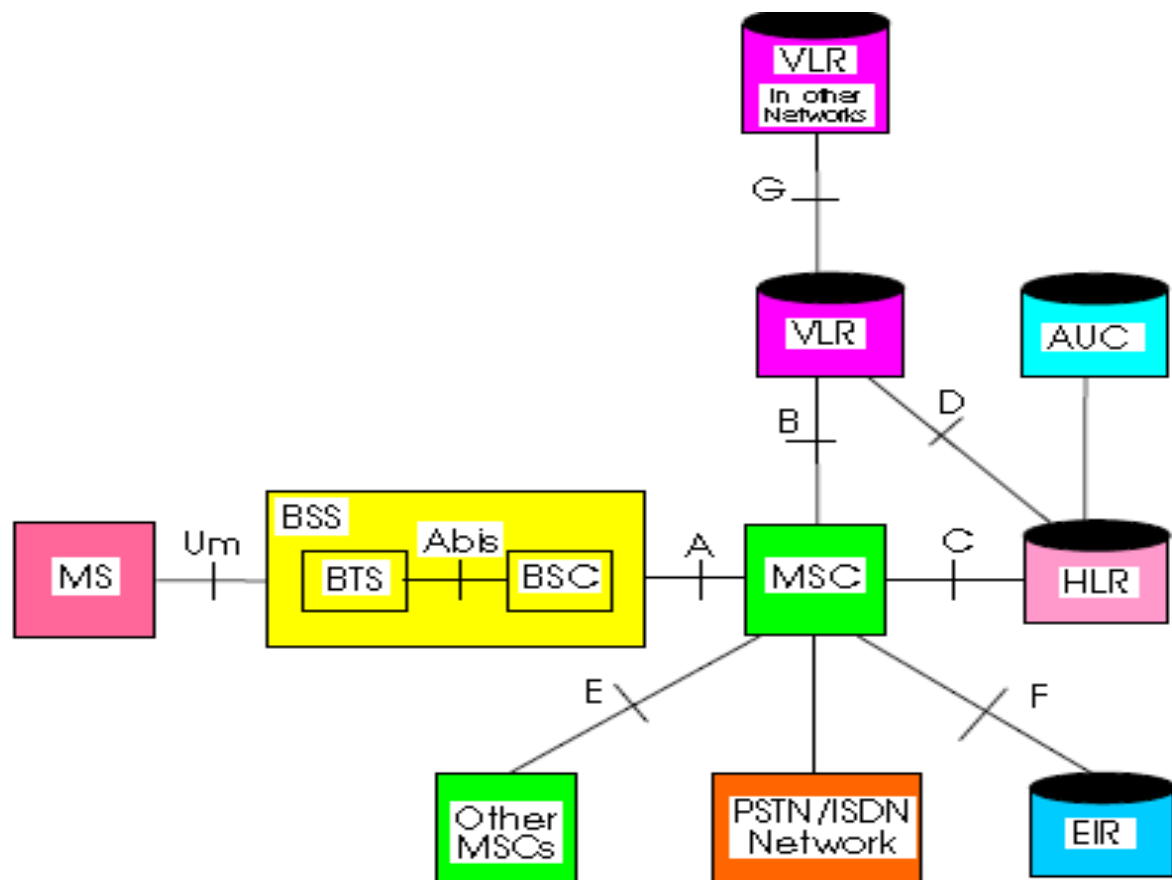 VLR
In other
Networks
G
VLR
AUC
D
B
BSS
Um
Abis
A
C
MS
BTS
BSC
MSC
HLR
E
F
Other
MSCs
PSTN/ISDN
Network
EIR